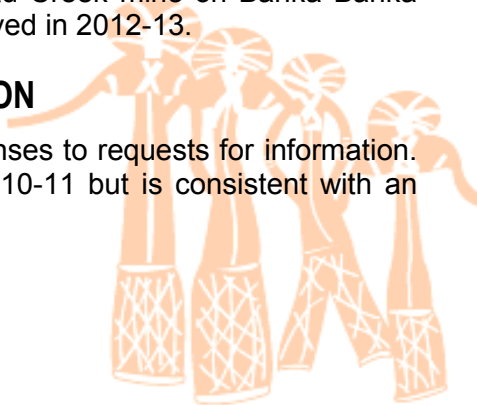 Creek mine on Banka Banka
ved in 2012-13.
ON
nses to requests for information.
10-11 but is consistent with an